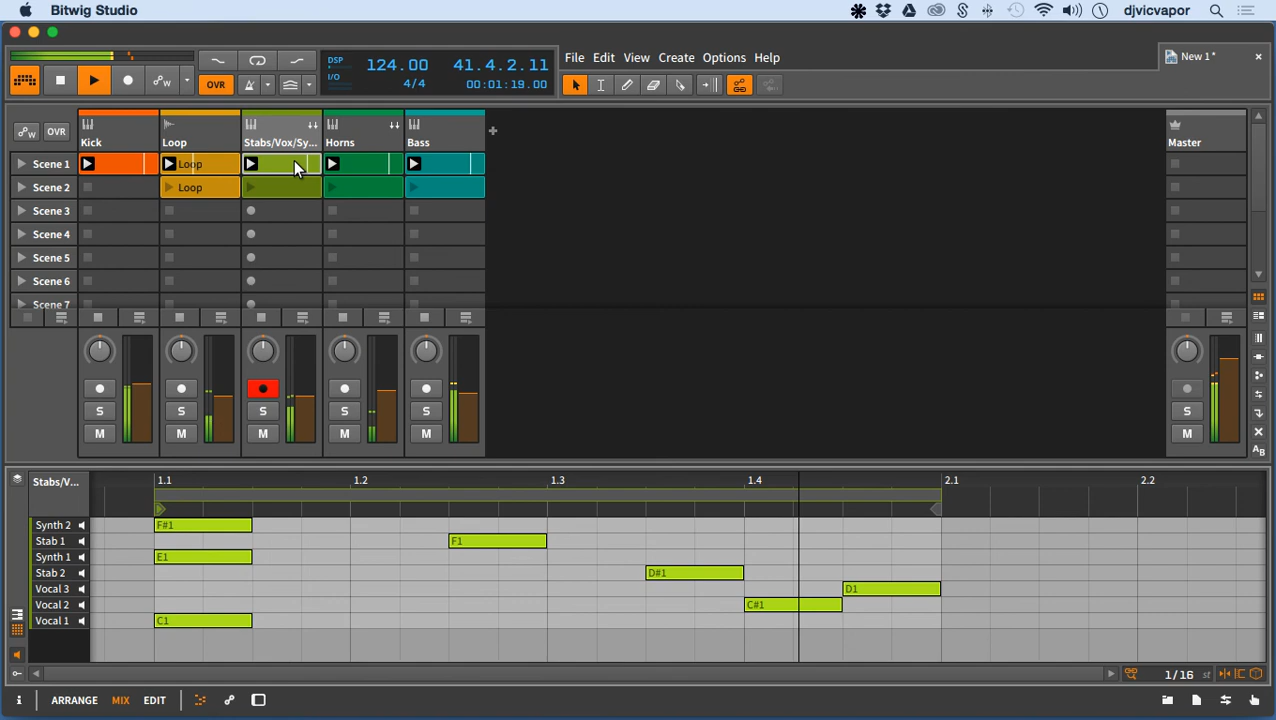 Bitwig Studio
djvicvapor
DSP
I/O
124.00
4/4
41.4.2.11
00:01:19.00
File Edit View Create Options Help
New 1*
OVR
OVR
Kick
Loop
Stabs/Vox/Sy...
Horns
Bass
Master
Scene 1
Loop
Scene 2
Loop
Scene 3
Scene 4
Scene 5
Scene 6
Scene 7
S S S S S S
M M M M M M
AB
Stabs/V...
1.1 1.2 1.3 1.4 2.1 2.2
Synth 2 F#1
Stab 1 F1
Synth 1 E1
Stab 2 D#1
Vocal 3 D1
Vocal 2 C#1
Vocal 1 C1
1/16 st
i ARRANGE MIX EDIT